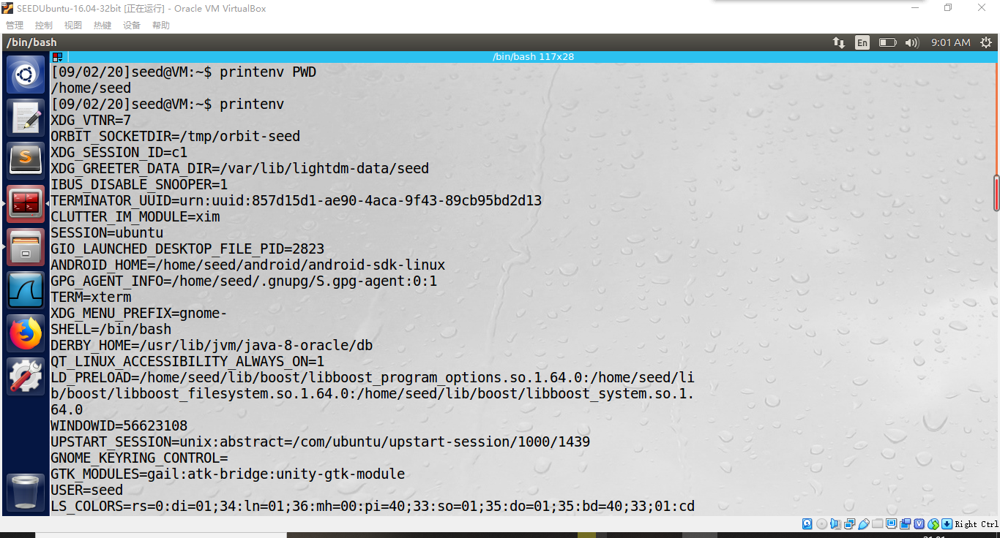 SEEDUbuntu-16.04-32bit [正在运行] - Oracle VM VirtualBox
管理 控制 视图 热键 设备 帮助
/bin/bash
En
9:01 AM
/bin/bash 117x28
[09/02/20]seed@VM:~$ printenv PWD
/home/seed
[09/02/20]seed@VM:~$ printenv
XDG_VTNR=7
ORBIT_SOCKETDIR=/tmp/orbit-seed
XDG_SESSION_ID=c1
XDG_GREETER_DATA_DIR=/var/lib/lightdm-data/seed
IBUS_DISABLE_SNOOPER=1
TERMINATOR_UUID=urn:uuid:857d15d1-ae90-4aca-9f43-89cb95bd2d13
CLUTTER_IM_MODULE=xim
SESSION=ubuntu
GIO_LAUNCHED_DESKTOP_FILE_PID=2823
ANDROID_HOME=/home/seed/android/android-sdk-linux
GPG_AGENT_INFO=/home/seed/.gnupg/S.gpg-agent:0:1
TERM=xterm
XDG_MENU_PREFIX=gnome-
SHELL=/bin/bash
DERBY_HOME=/usr/lib/jvm/java-8-oracle/db
QT_LINUX_ACCESSIBILITY_ALWAYS_ON=1
LD_PRELOAD=/home/seed/lib/boost/libboost_program_options.so.1.64.0:/home/seed/li
b/boost/libboost_filesystem.so.1.64.0:/home/seed/lib/boost/libboost_system.so.1.
64.0
WINDOWID=56623108
UPSTART_SESSION=unix:abstract=/com/ubuntu/upstart-session/1000/1439
GNOME_KEYRING_CONTROL=
GTK_MODULES=gail:atk-bridge:unity-gtk-module
USER=seed
LS_COLORS=rs=0:di=01;34:ln=01;36:mh=00:pi=40;33:so=01;35:do=01;35:bd=40;33;01:cd
Right Ctrl